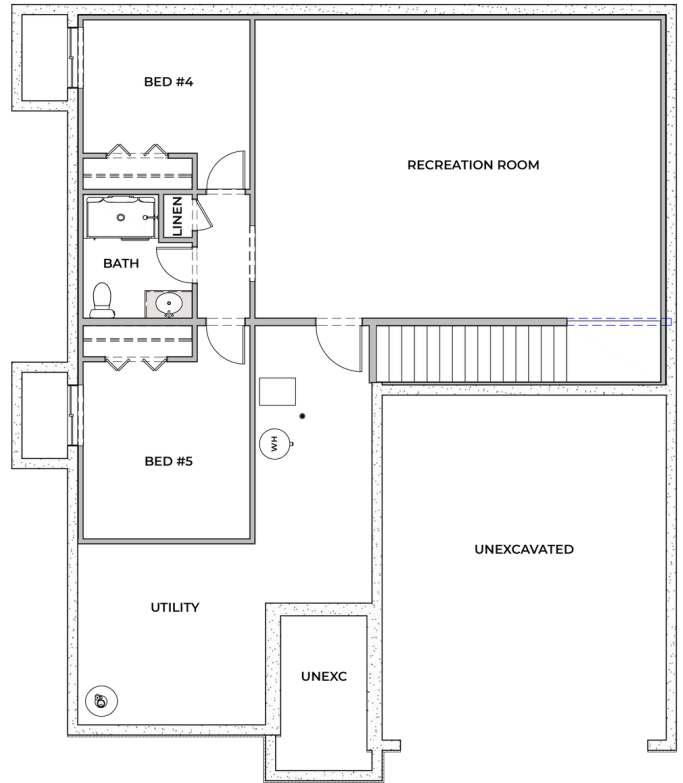 BED #4
RECREATION ROOM
LINEN
BATH
WH
BED #5
UNEXCAVATED
UTILITY
UNEXC